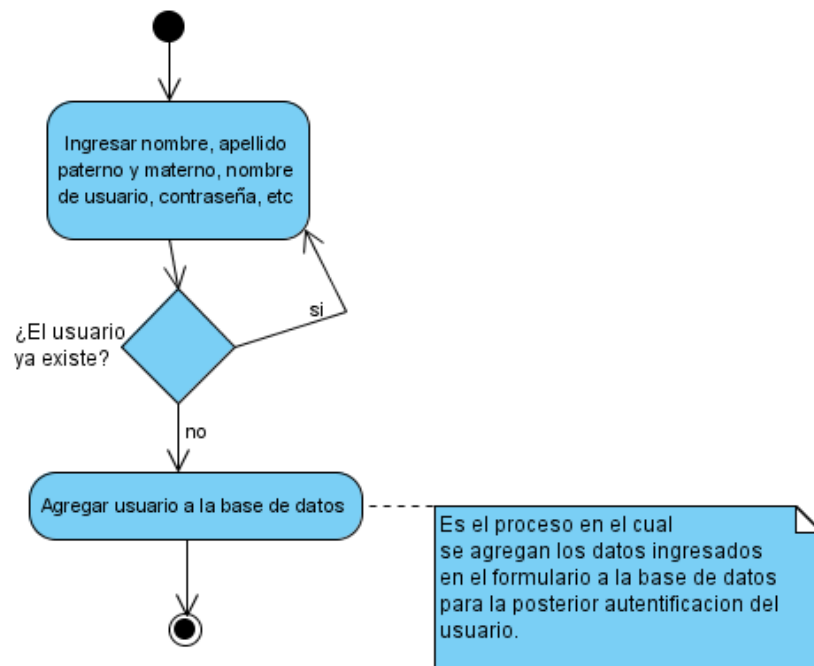 Ingresar nombre, apellido
paterno y materno, nombre
de usuario, contraseña, etc
si
¿El usuario
ya existe?
no
Agregar usuario a la base de datos
Es el proceso en el cual
se agregan los datos ingresados
en el formulario a la base de datos
para la posterior autentificacion del
usuario.